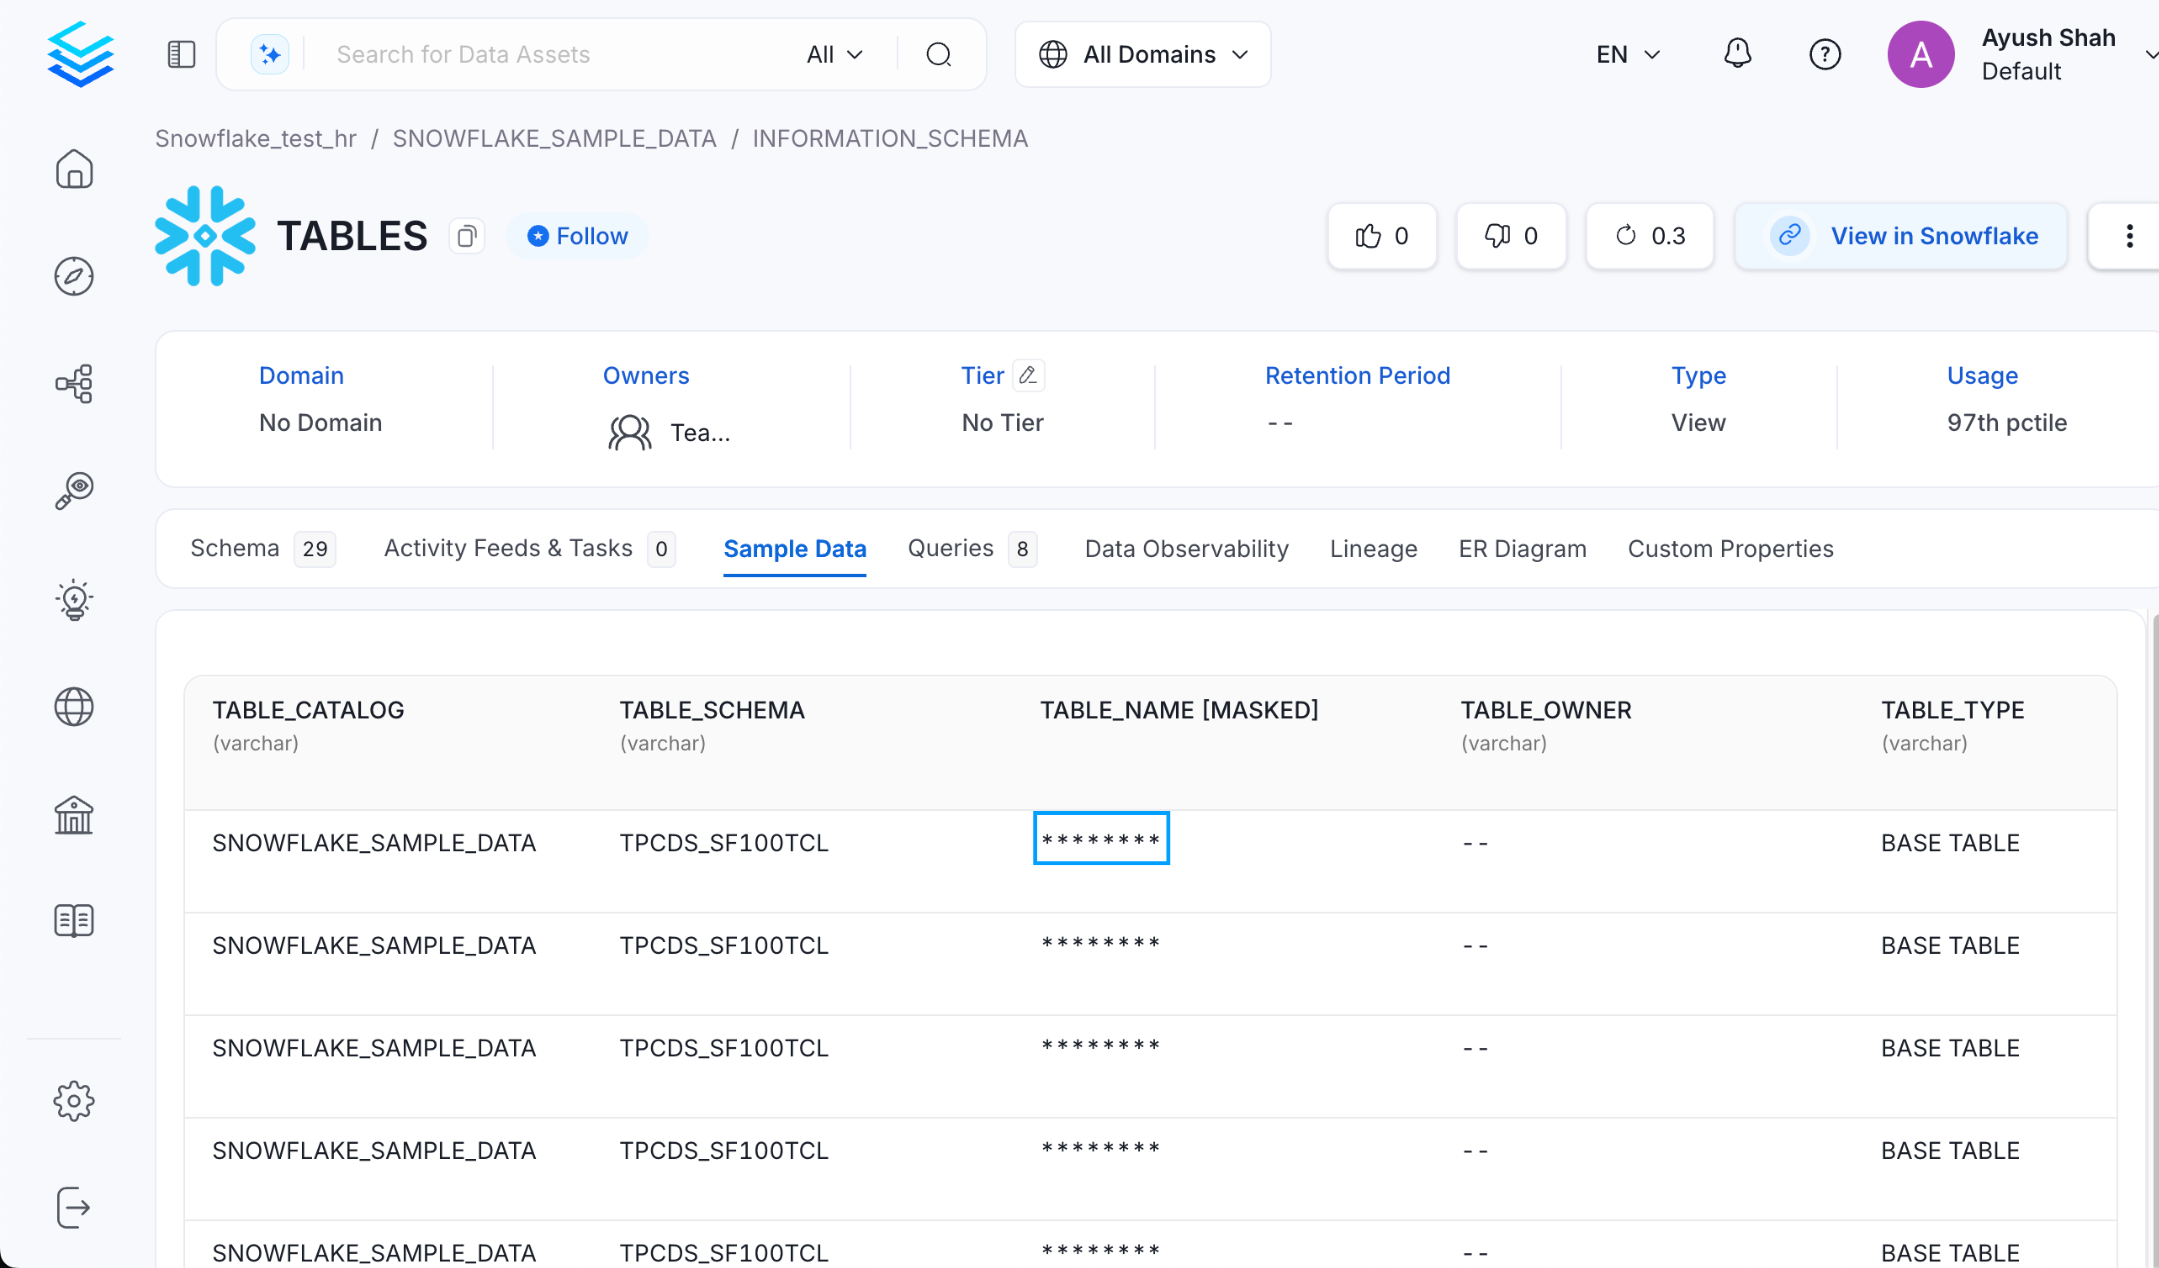 Search for Data Assets All All Domains EN A Ayush Shah
Default
Snowflake_test_hr / SNOWFLAKE_SAMPLE_DATA / INFORMATION_SCHEMA
TABLES Follow 0 0 0.3 View in Snowflake
Domain Owners Tier Retention Period Type Usage
No Domain Tea... No Tier -- View 97th pctile
Schema 29 Activity Feeds & Tasks 0 Sample Data Queries 8 Data Observability Lineage ER Diagram Custom Properties
TABLE_CATALOG TABLE_SCHEMA TABLE_NAME [MASKED] TABLE_OWNER TABLE_TYPE
(varchar) (varchar) (varchar) (varchar)
SNOWFLAKE_SAMPLE_DATA TPCDS_SF100TCL ******** -- BASE TABLE
SNOWFLAKE_SAMPLE_DATA TPCDS_SF100TCL ******** -- BASE TABLE
SNOWFLAKE_SAMPLE_DATA TPCDS_SF100TCL ******** -- BASE TABLE
SNOWFLAKE_SAMPLE_DATA TPCDS_SF100TCL ******** -- BASE TABLE
SNOWFLAKE_SAMPLE_DATA TPCDS_SF100TCL ******** -- BASE TABLE